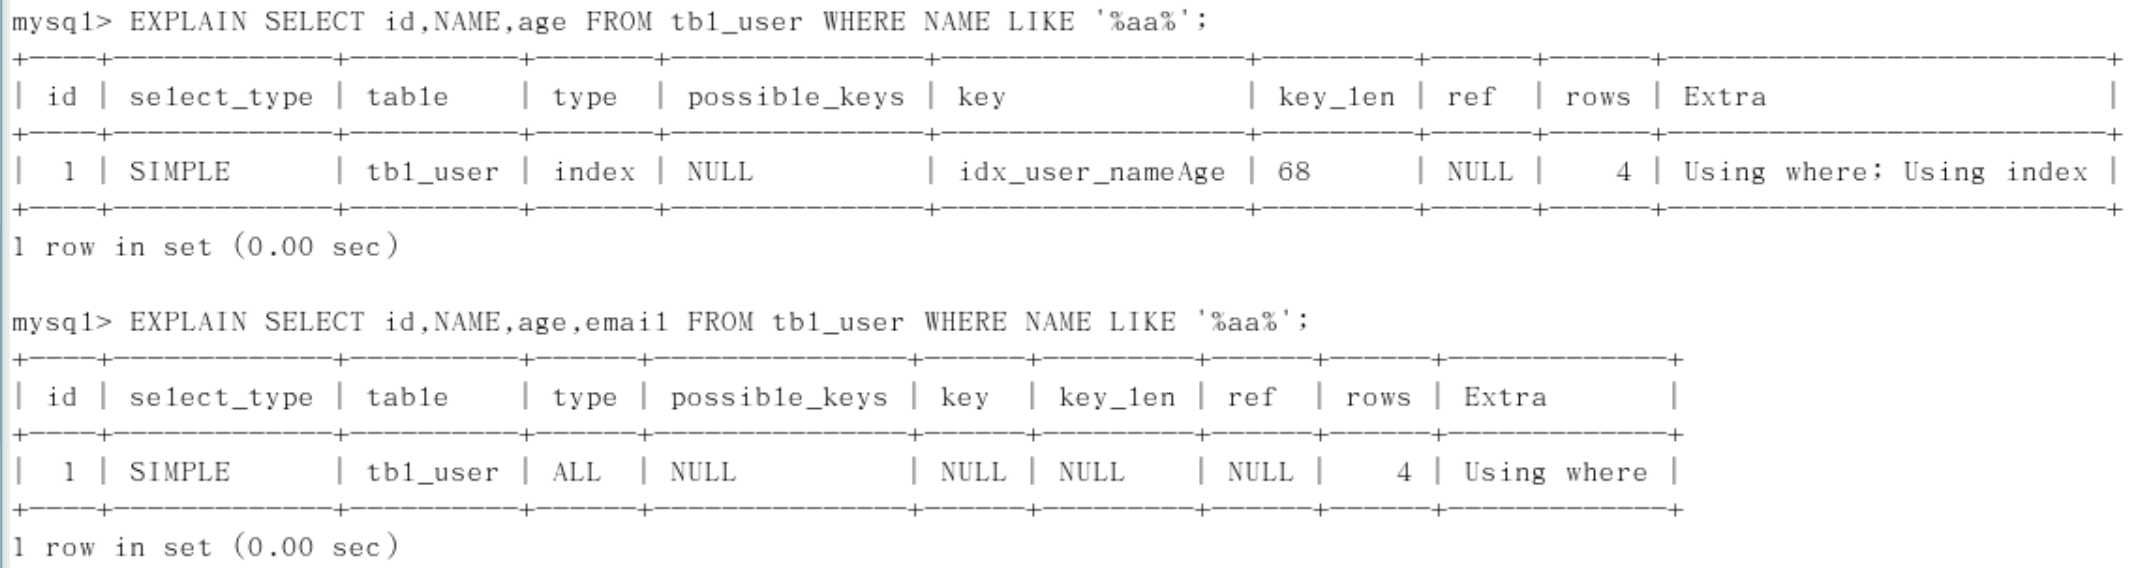 mysql> EXPLAIN SELECT id,NAME,age FROM tbl_user WHERE NAME LIKE '%aa%';
+----+-------------+----------+-------+---------------+------------------+---------+------+------+--------------------------+
| id | select_type | table    | type  | possible_keys | key              | key_len | ref  | rows | Extra                    |
+----+-------------+----------+-------+---------------+------------------+---------+------+------+--------------------------+
|  1 | SIMPLE      | tbl_user | index | NULL          | idx_user_nameAge | 68      | NULL |    4 | Using where; Using index |
+----+-------------+----------+-------+---------------+------------------+---------+------+------+--------------------------+
1 row in set (0.00 sec)

mysql> EXPLAIN SELECT id,NAME,age,email FROM tbl_user WHERE NAME LIKE '%aa%';
+----+-------------+----------+------+---------------+------+---------+------+------+-------------+
| id | select_type | table    | type | possible_keys | key  | key_len | ref  | rows | Extra       |
+----+-------------+----------+------+---------------+------+---------+------+------+-------------+
|  1 | SIMPLE      | tbl_user | ALL  | NULL          | NULL | NULL    | NULL |    4 | Using where |
+----+-------------+----------+------+---------------+------+---------+------+------+-------------+
1 row in set (0.00 sec)